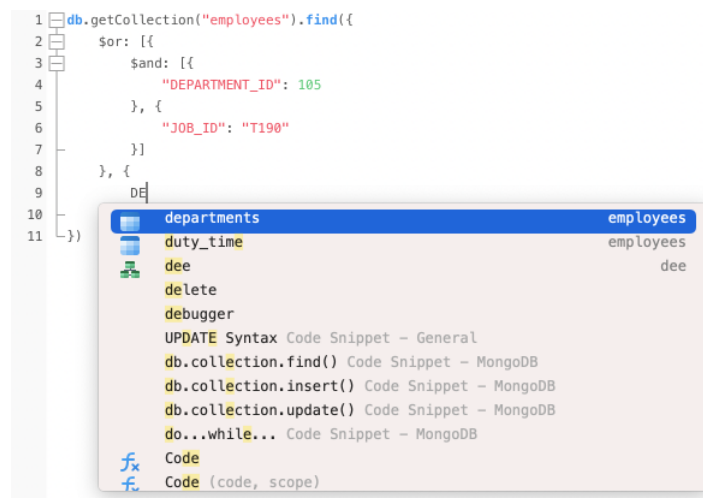 1 db.getCollection("employees").find({
2 $or: [{
3 $and: [{
4 "DEPARTMENT_ID": 105
5 }, {
6 "JOB_ID": "T190"
7 }]
8 }, {
9 DE
10
11 })
departments employees
duty_time employees
dee dee
delete
debugger
UPDATE Syntax Code Snippet – General
db.collection.find() Code Snippet – MongoDB
db.collection.insert() Code Snippet – MongoDB
db.collection.update() Code Snippet – MongoDB
do...while... Code Snippet – MongoDB
fx Code
fx Code (code, scope)